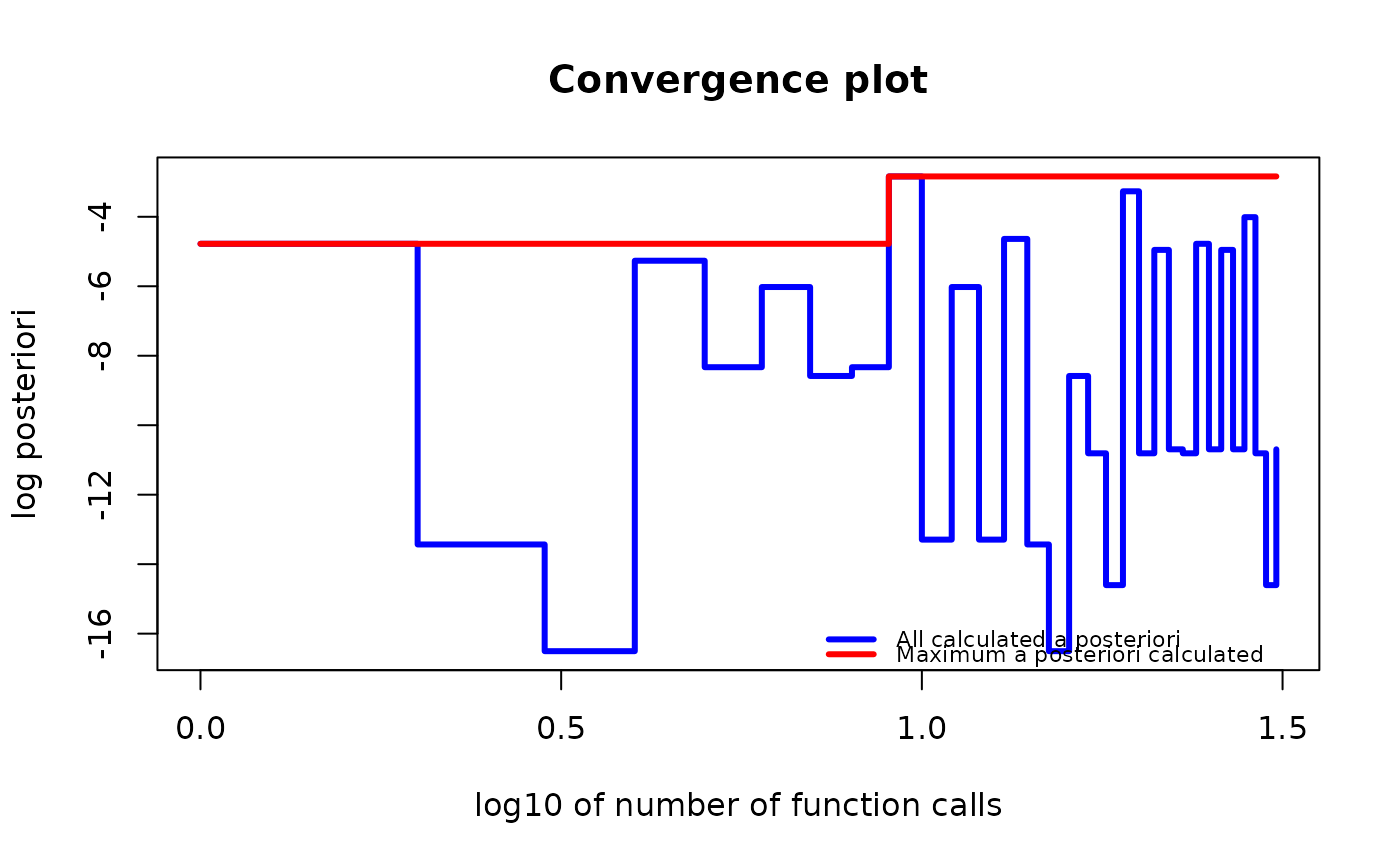 Convergence plot
log posteriori
-4
-6
-8
-12
-16
All calculated a posteriori
Maximum a posteriori calculated
0.0 0.5 1.0 1.5
log10 of number of function calls